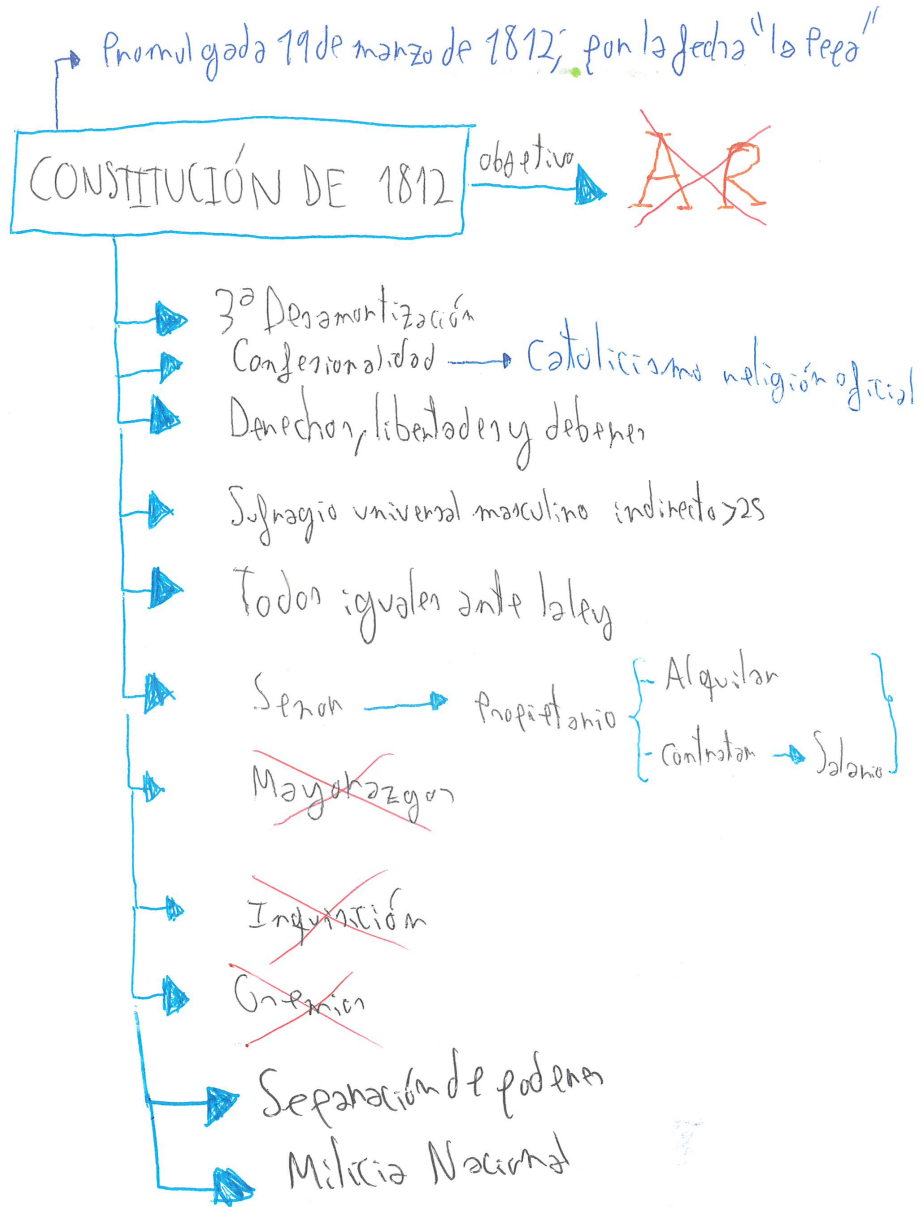 Promulgada 19 de marzo de 1812; por la fecha "la Pepa"
CONSTITUCIÓN DE 1812
objetivo
AR
3ª Desamortización
Confesionalidad
Catolicismo religión oficial
Derechos, libertades y deberes
Sufragio universal masculino indirecto >25
Todos iguales ante la ley
Señor
Propietario
- Alquilar
- Contratar
Salario
Mayorazgos
Inquisición
Gremios
Separación de poderes
Milicia Nacional